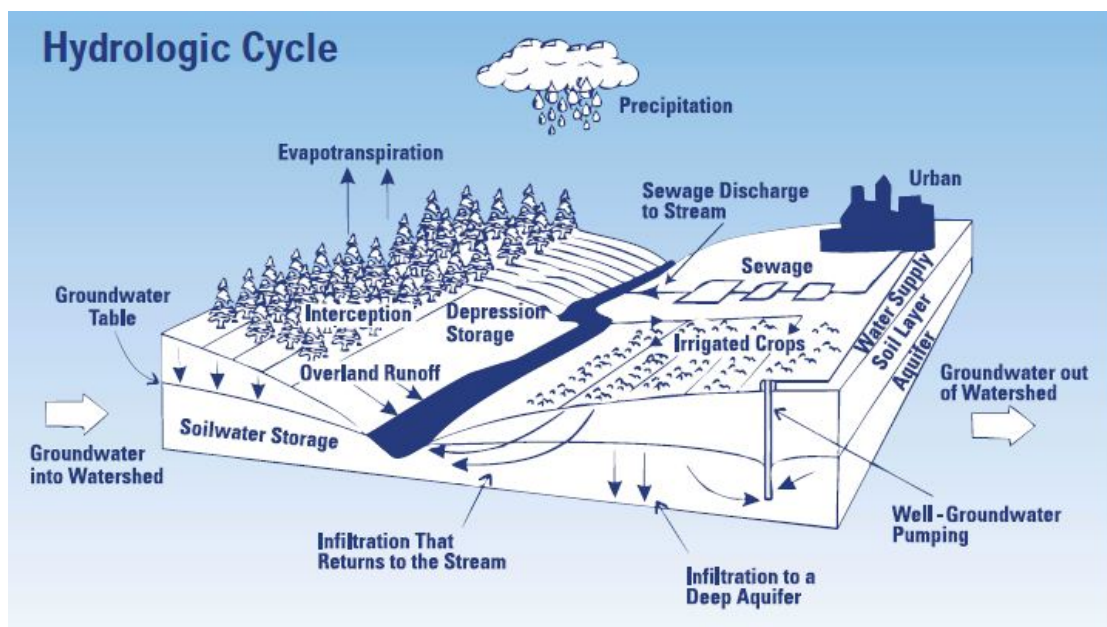 Hydrologic Cycle
Precipitation
Evapotranspiration
Sewage Discharge
to Stream
Urban
Groundwater
Table
Interception
Depression
Storage
Sewage
Irrigated Crops
Water Supply
Soil Layer
Aquifer
Overland Runoff
Groundwater out
of Watershed
Soilwater Storage
Groundwater
into Watershed
Infiltration That
Returns to the Stream
Infiltration to a
Deep Aquifer
Well - Groundwater
Pumping